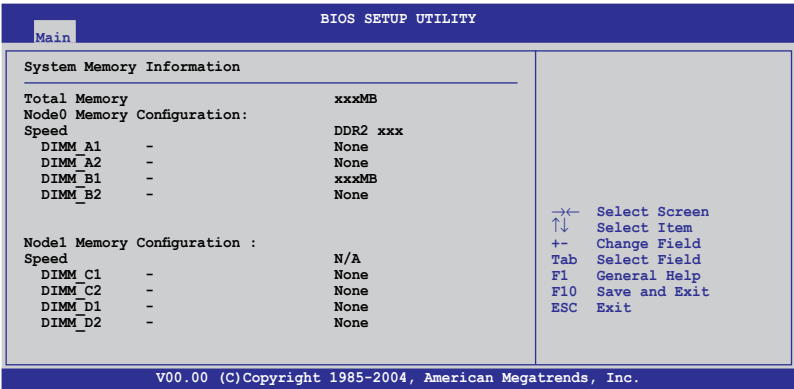 BIOS SETUP UTILITY
Main
System Memory Information
Total Memory xxxMB
Node0 Memory Configuration:
Speed DDR2 xxx
DIMM_A1 - None
DIMM_A2 - None
DIMM_B1 - xxxMB
DIMM_B2 - None
Node1 Memory Configuration :
Speed N/A
DIMM_C1 - None
DIMM_C2 - None
DIMM_D1 - None
DIMM_D2 - None
→← Select Screen
↑↓ Select Item
+- Change Field
Tab Select Field
F1 General Help
F10 Save and Exit
ESC Exit
V00.00 (C)Copyright 1985-2004, American Megatrends, Inc.